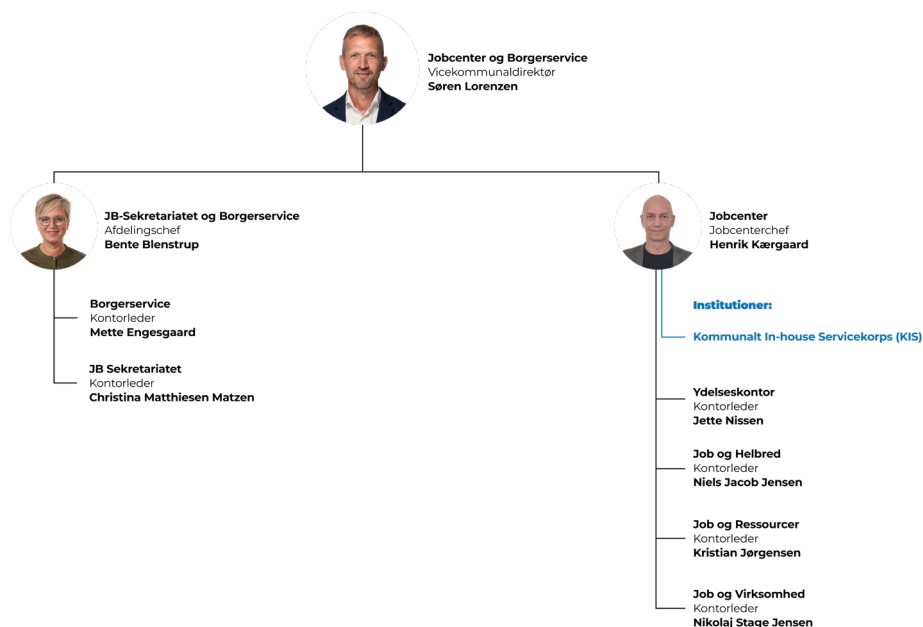 Jobcenter og Borgerservice
Vicekommunaldirektør
Søren Lorenzen
JB-Sekretariatet og Borgerservice
Afdelingschef
Bente Blenstrup
Borgerservice
Kontorleder
Mette Engesgaard
JB Sekretariatet
Kontorleder
Christina Matthiesen Matzen
Jobcenter
Jobcenterchef
Henrik Kærgaard
Institutioner:
Kommunalt In-house Servicekorps (KIS)
Ydelseskontor
Kontorleder
Jette Nissen
Job og Helbred
Kontorleder
Niels Jacob Jensen
Job og Ressourcer
Kontorleder
Kristian Jørgensen
Job og Virksomhed
Kontorleder
Nikolaj Stage Jensen